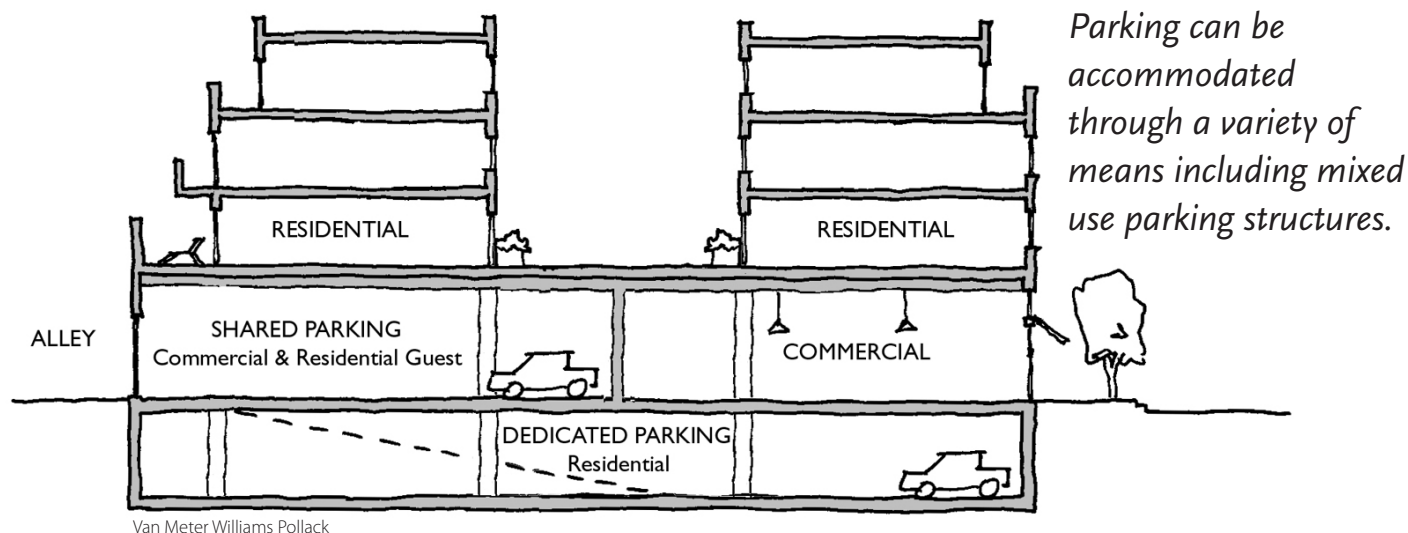 Parking can be
accommodated
through a variety of
means including mixed
use parking structures.
RESIDENTIAL
RESIDENTIAL
ALLEY
SHARED PARKING
Commercial & Residential Guest
COMMERCIAL
DEDICATED PARKING
Residential
Van Meter Williams Pollack